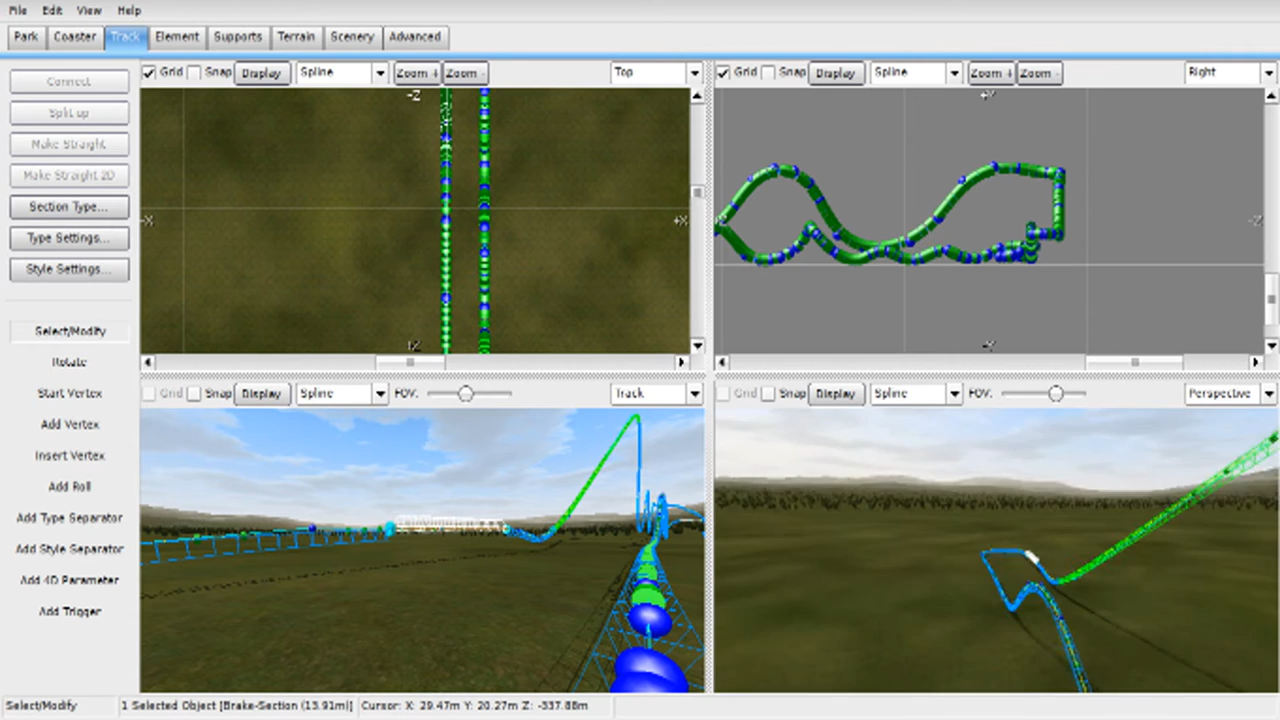 File Edit View Help
Park Coaster Track Element Supports Terrain Scenery Advanced
Connect
Split up
Make Straight
Make Straight 2D
Section Type...
Type Settings...
Style Settings...
Select/Modify
Rotate
Start Vertex
Add Vertex
Insert Vertex
Add Roll
Add Type Separator
Add Style Separator
Add 4D Parameter
Add Trigger
Grid Snap Display Spline Zoom + Zoom - Top
-Z
-X +X
+Z
Grid Snap Display Spline Zoom + Zoom - Right
+Y
-Z
-Y
Grid Snap Display Spline FOV: Track
Grid Snap Display Spline FOV: Perspective
Select/Modify 1 Selected Object [Brake-Section (13.91m)] Cursor: X: 29.47m Y: 20.27m Z: -337.88m